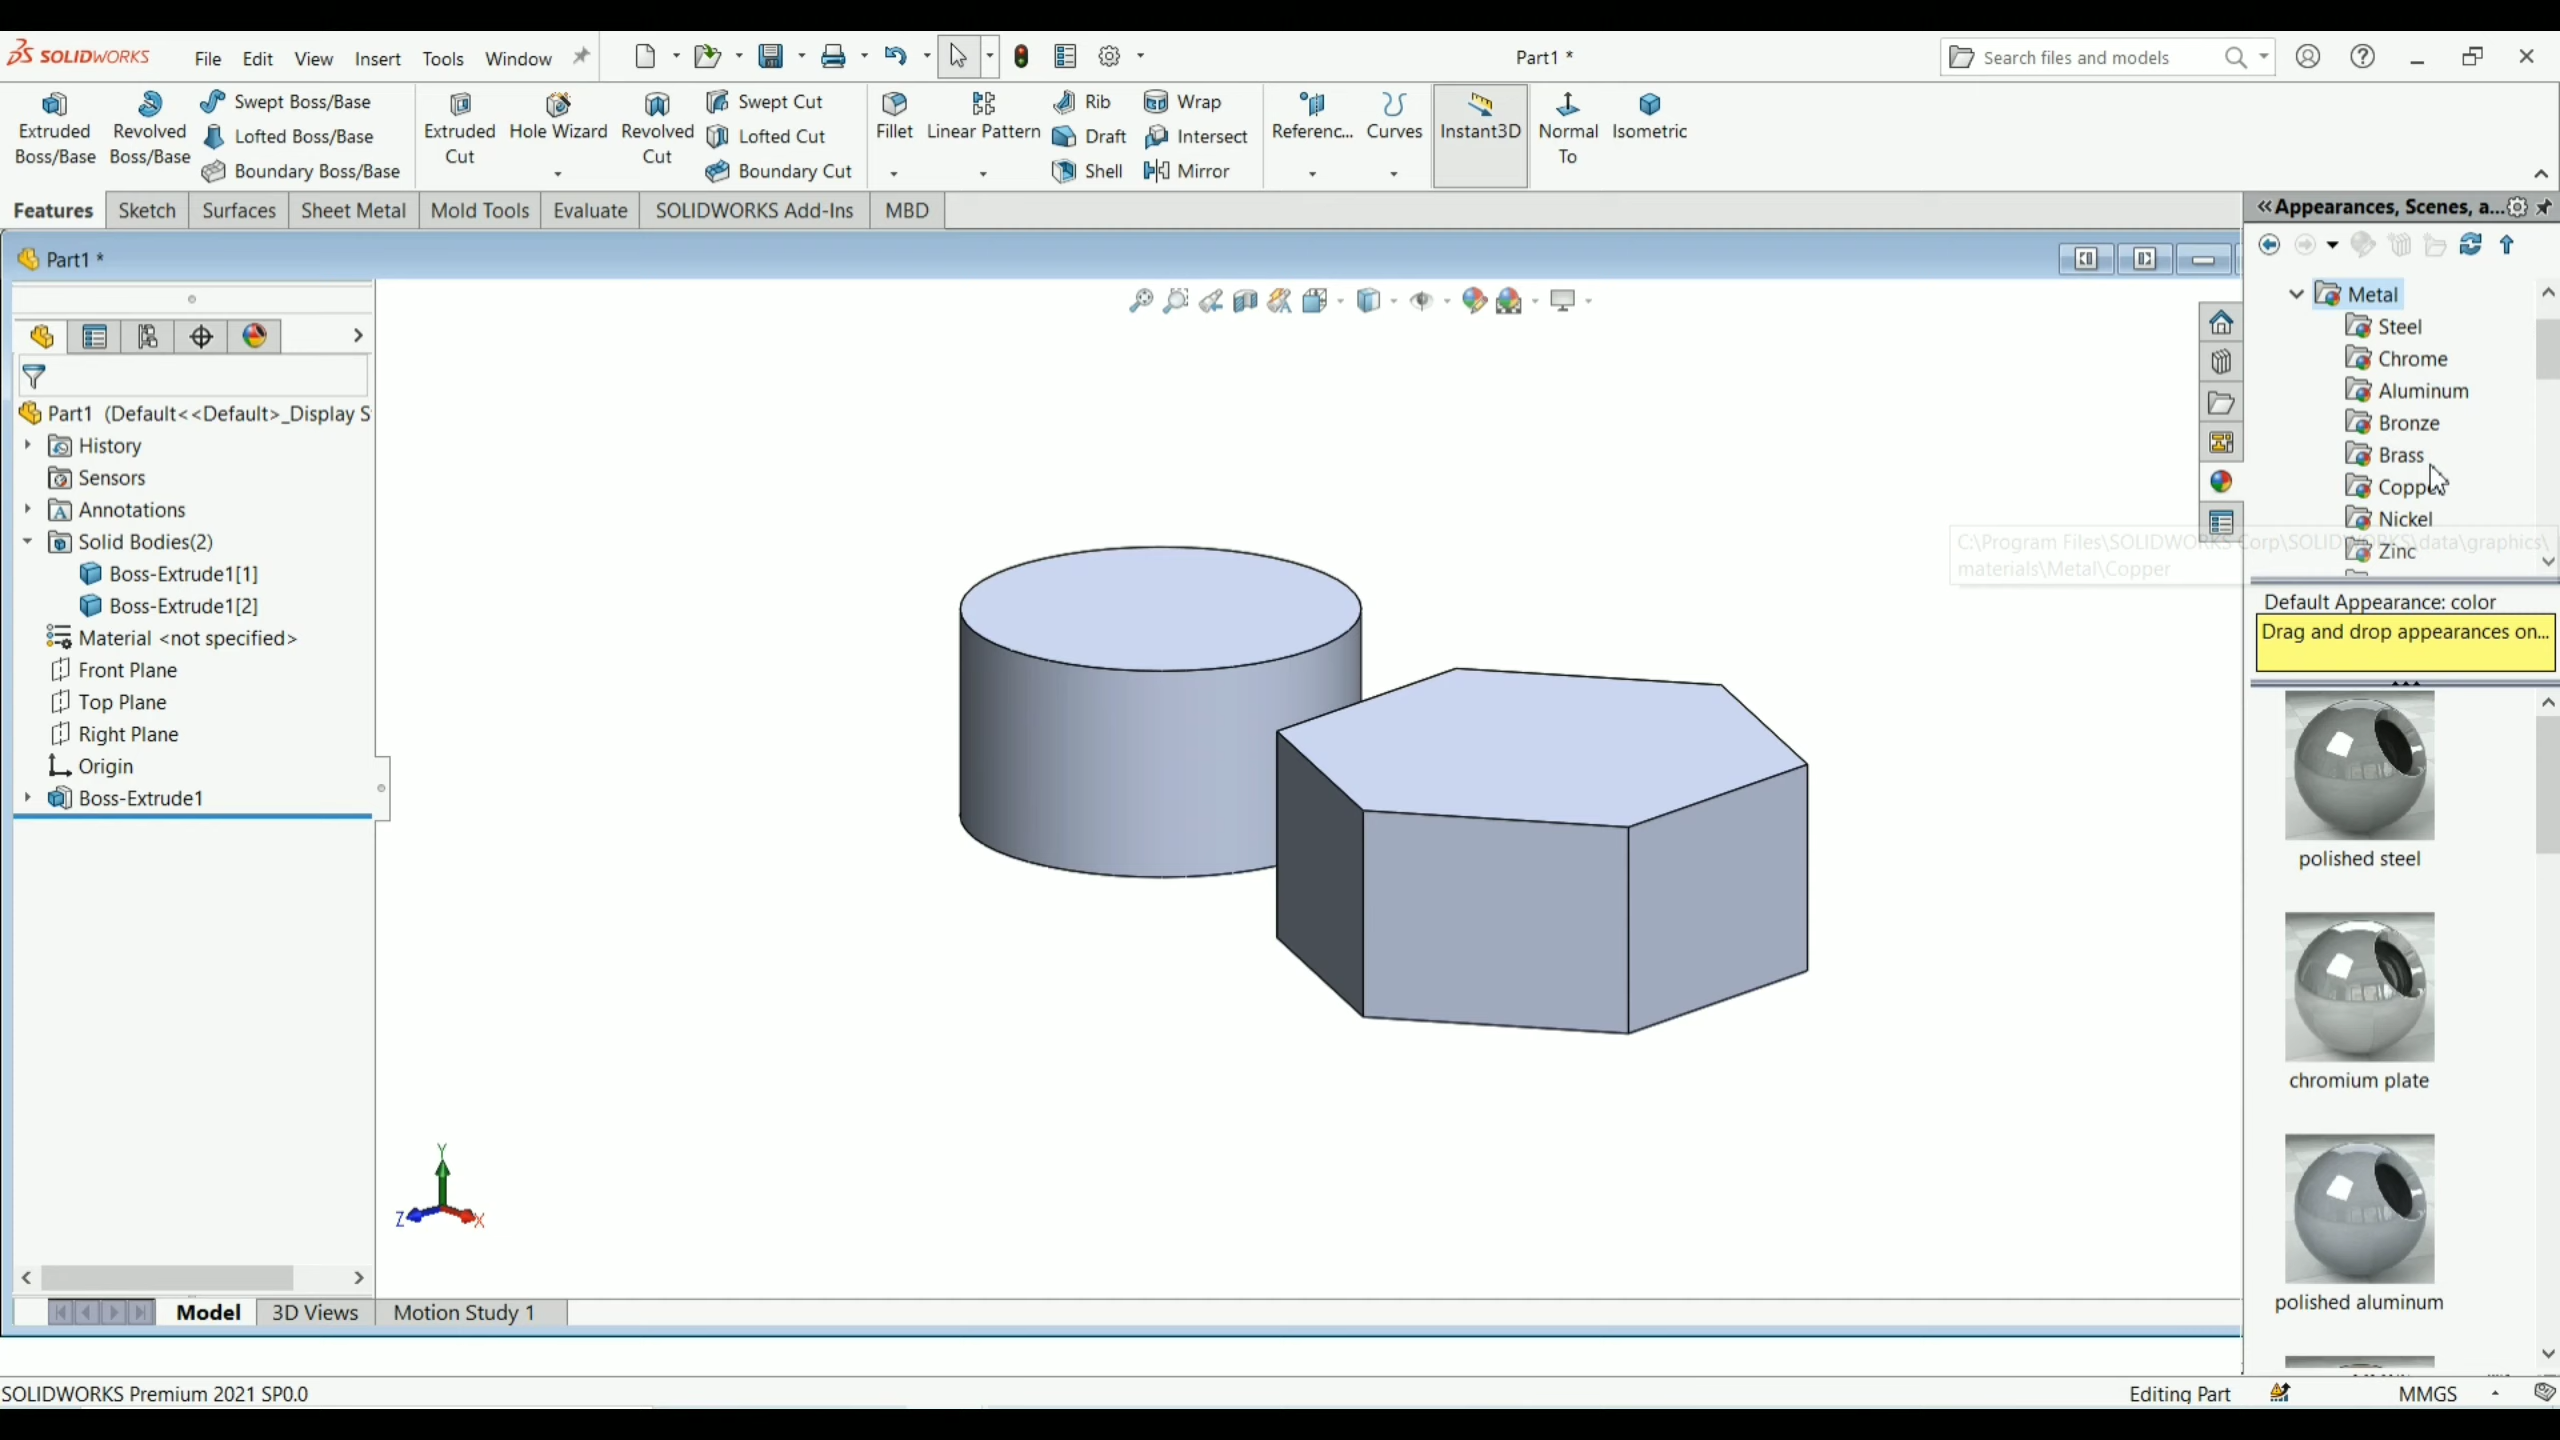 SOLIDWORKS File Edit View Insert Tools Window
Part1 *
Search files and models
Extruded Boss/Base
Revolved Boss/Base
Swept Boss/Base
Lofted Boss/Base
Boundary Boss/Base
Extruded Cut
Hole Wizard
Revolved Cut
Swept Cut
Lofted Cut
Boundary Cut
Fillet
Linear Pattern
Rib
Draft
Shell
Wrap
Intersect
Mirror
Referenc...
Curves
Instant3D
Normal To
Isometric
Features Sketch Surfaces Sheet Metal Mold Tools Evaluate SOLIDWORKS Add-Ins MBD
Part1 *
Part1 (Default<<Default>_Display S
History
Sensors
Annotations
Solid Bodies(2)
Boss-Extrude1[1]
Boss-Extrude1[2]
Material <not specified>
Front Plane
Top Plane
Right Plane
Origin
Boss-Extrude1
Y
Z
X
Appearances, Scenes, a...
Metal
Steel
Chrome
Aluminum
Bronze
Brass
Copper
Nickel
Zinc
C:\Program Files\SOLIDWORKS Corp\SOLIDWORKS\data\graphics\
materials\Metal\Copper
Default Appearance: color
Drag and drop appearances on...
polished steel
chromium plate
polished aluminum
Model 3D Views Motion Study 1
SOLIDWORKS Premium 2021 SP0.0
Editing Part
MMGS